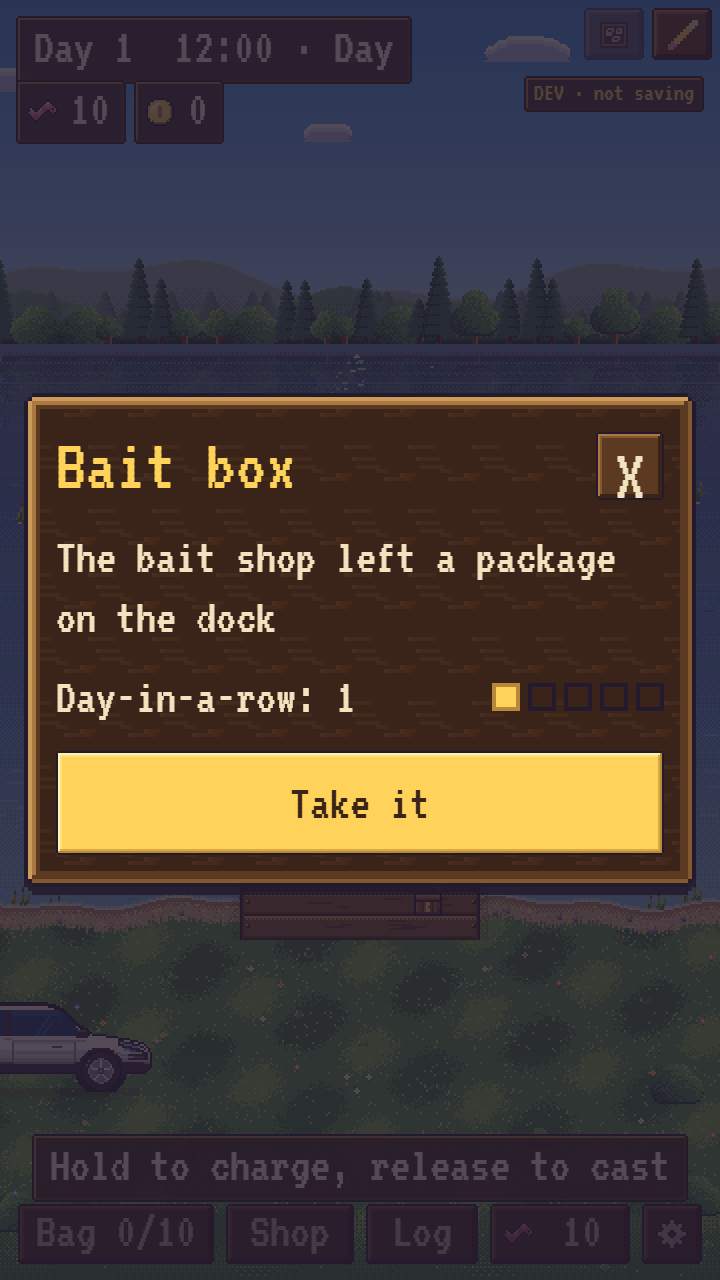 Day 1 12:00 · Day
10
0
DEV · not saving
Bait box
X
The bait shop left a package
on the dock
Day-in-a-row: 1
Take it
Hold to charge, release to cast
Bag 0/10
Shop
Log
10